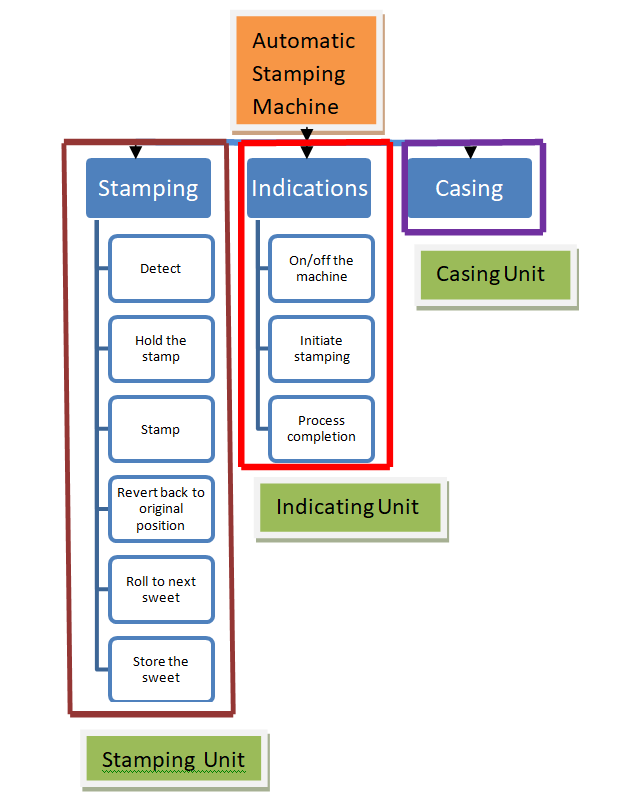 Automatic
Stamping
Machine
Stamping
Detect
Hold the
stamp
Stamp
Revert back to
original
position
Roll to next
sweet
Store the
sweet
Stamping Unit
Indications
On/off the
machine
Initiate
stamping
Process
completion
Indicating Unit
Casing
Casing Unit